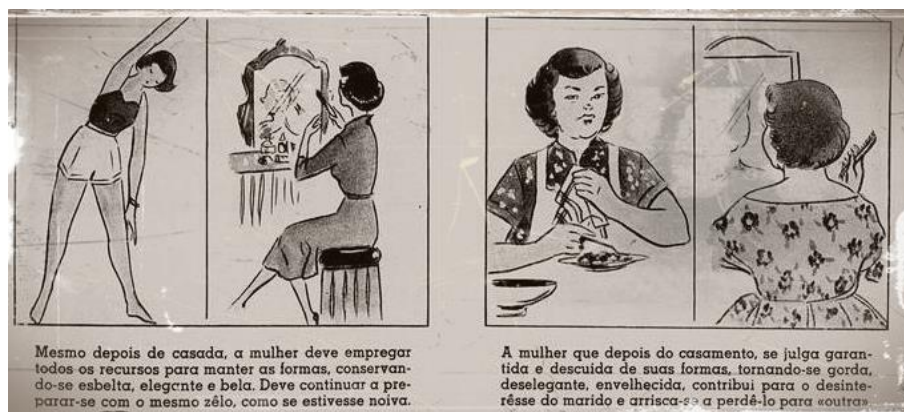 Mesmo depois de casada, a mulher deve empregar
todos os recursos para manter as formas, conservan-
do-se esbelta, elegante e bela. Deve continuar a pre-
parar-se com o mesmo zêlo, como se estivesse noiva.
A mulher que depois do casamento, se julga garan-
tida e descuida de suas formas, tornando-se gorda,
deselegante, envelhecida, contribui para o desinte-
rêsse do marido e arrisca-se a perdê-lo para «outra»